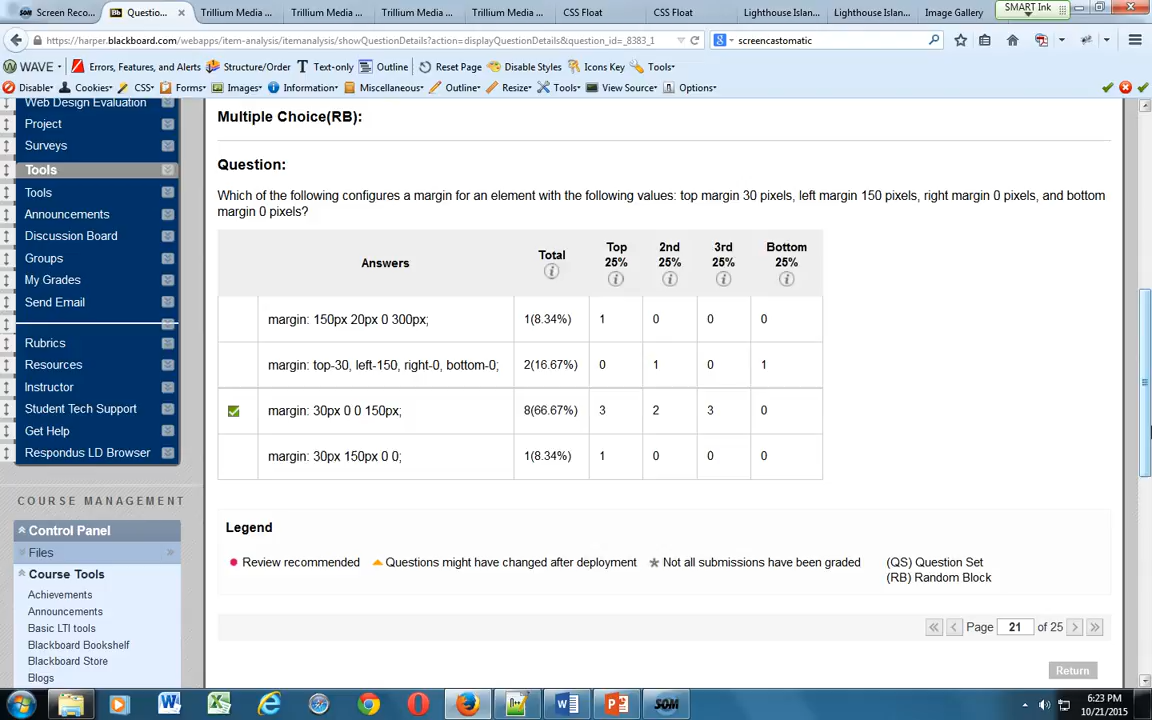 Screen Reco...
Questio...
Trillium Media ...
Trillium Media ...
Trillium Media ...
Trillium Media ...
CSS Float
CSS Float
Lighthouse Islan...
Lighthouse Islan...
Image Gallery
SMART Ink
https://harper.blackboard.com/webapps/item-analysis/itemanalysis/showQuestionDetails?action=displayQuestionDetails&question_id=_8383_1
screencastomatic
WAVE
Errors, Features, and Alerts
Structure/Order
Text-only
Outline
Reset Page
Disable Styles
Icons Key
Tools
Disable
Cookies
CSS
Forms
Images
Information
Miscellaneous
Outline
Resize
Tools
View Source
Options
Web Design Evaluation
Project
Surveys
Tools
Tools
Announcements
Discussion Board
Groups
My Grades
Send Email
Rubrics
Resources
Instructor
Student Tech Support
Get Help
Respondus LD Browser
COURSE MANAGEMENT
Control Panel
Files
Course Tools
Achievements
Announcements
Basic LTI tools
Blackboard Bookshelf
Blackboard Store
Blogs
Multiple Choice(RB):
Question:
Which of the following configures a margin for an element with the following values: top margin 30 pixels, left margin 150 pixels, right margin 0 pixels, and bottom
margin 0 pixels?
Answers Total Top 25% 2nd 25% 3rd 25% Bottom 25%
margin: 150px 20px 0 300px; 1(8.34%) 1 0 0 0
margin: top-30, left-150, right-0, bottom-0; 2(16.67%) 0 1 0 1
margin: 30px 0 0 150px; 8(66.67%) 3 2 3 0
margin: 30px 150px 0 0; 1(8.34%) 1 0 0 0
Legend
Review recommended
Questions might have changed after deployment
Not all submissions have been graded
(QS) Question Set
(RB) Random Block
Page 21 of 25
Return
6:23 PM
10/21/2015